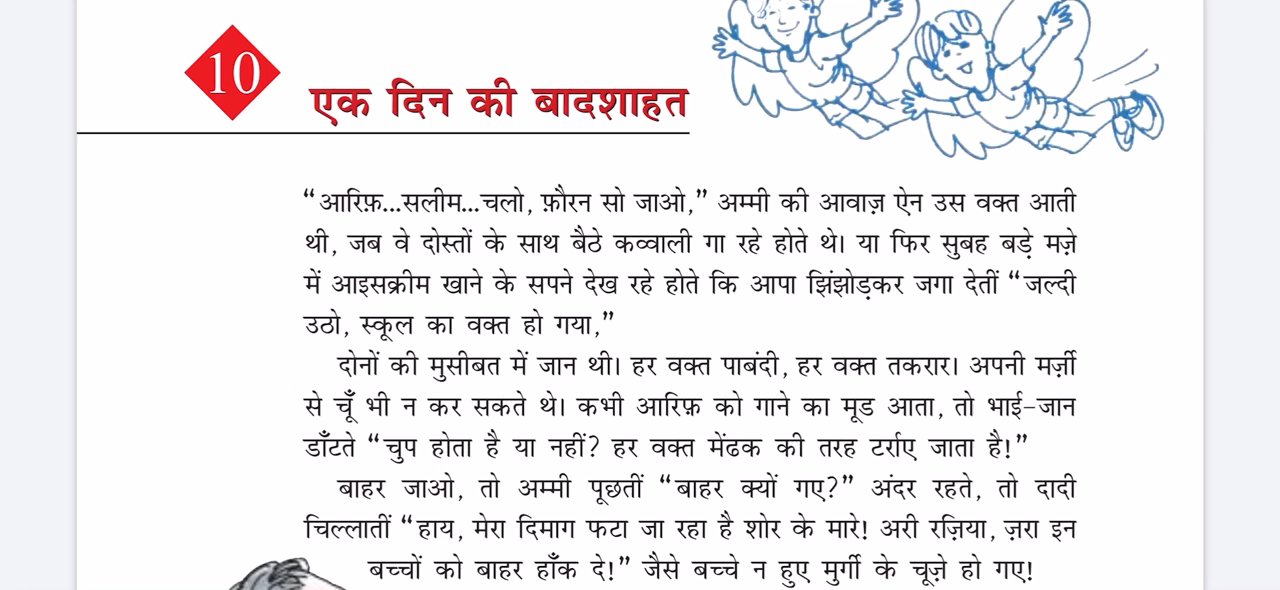 10
एक दिन की बादशाहत
“आरिफ़...सलीम...चलो, फ़ौरन सो जाओ,” अम्मी की आवाज़ ऐन उस वक्त आती
थी, जब वे दोस्तों के साथ बैठे कव्वाली गा रहे होते थे। या फिर सुबह बड़े मज़े
में आइसक्रीम खाने के सपने देख रहे होते कि आपा झिंझोड़कर जगा देतीं “जल्दी
उठो, स्कूल का वक्त हो गया,”
दोनों की मुसीबत में जान थी। हर वक्त पाबंदी, हर वक्त तकरार। अपनी मर्ज़ी
से चूँ भी न कर सकते थे। कभी आरिफ़ को गाने का मूड आता, तो भाई-जान
डाँटते “चुप होता है या नहीं? हर वक्त मेंढक की तरह टर्राए जाता है!”
बाहर जाओ, तो अम्मी पूछतीं “बाहर क्यों गए?” अंदर रहते, तो दादी
चिल्लातीं “हाय, मेरा दिमाग फटा जा रहा है शोर के मारे! अरी रज़िया, ज़रा इन
बच्चों को बाहर हाँक दे!” जैसे बच्चे न हुए मुर्गी के चूज़े हो गए!